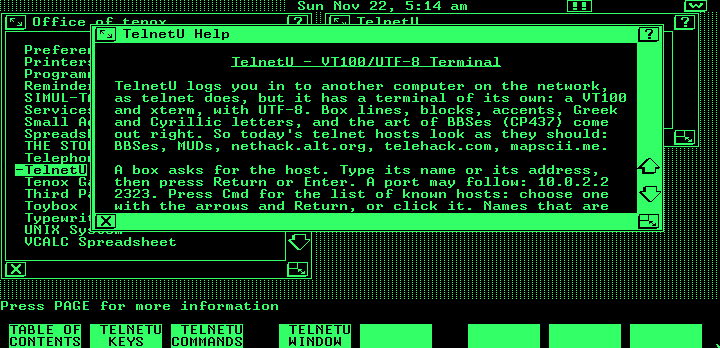 Sun Nov 22, 5:14 am
!!
w
Office of tenox
?
TelnetU
?
TelnetU Help
?
Prefere
Printers
Program
Reminde
SIMUL-T
Services
Small A
Spreads
THE STO
Telepho
TelnetU
Tenox G
Third P
Toybox
Typewri
UNIX System
VCALC Spreadsheet
TelnetU - VT100/UTF-8 Terminal
TelnetU logs you in to another computer on the network,
as telnet does, but it has a terminal of its own: a VT100
and xterm, with UTF-8. Box lines, blocks, accents, Greek
and Cyrillic letters, and the art of BBSes (CP437) come
out right. So today's telnet hosts look as they should:
BBSes, MUDs, nethack.alt.org, telehack.com, mapscii.me.
A box asks for the host. Type its name or its address,
then press Return or Enter. A port may follow: 10.0.2.2
2323. Press Cmd for the list of known hosts: choose one
with the arrows and Return, or click it. Names that are
Press PAGE for more information
TABLE OF CONTENTS
TELNETU KEYS
TELNETU COMMANDS
TELNETU WINDOW